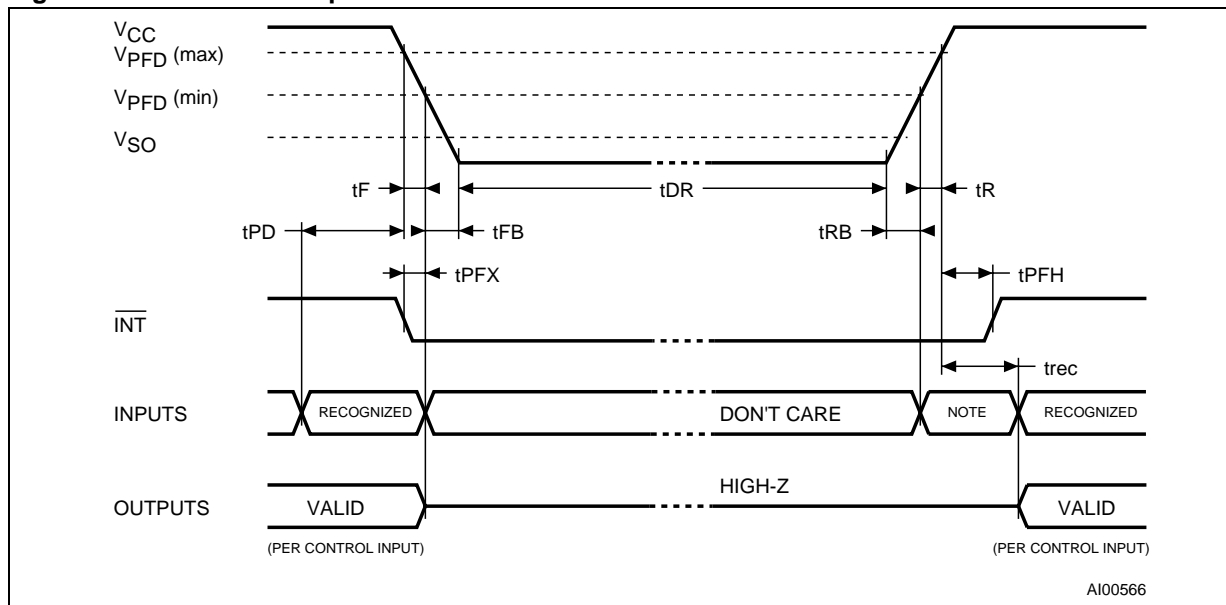 VCC
VPFD (max)
VPFD (min)
VSO
tF
tDR
tR
tPD
tFB
tRB
tPFX
tPFH
INT
trec
INPUTS
RECOGNIZED
DON'T CARE
NOTE
RECOGNIZED
HIGH-Z
OUTPUTS
VALID
VALID
(PER CONTROL INPUT)
(PER CONTROL INPUT)
AI00566